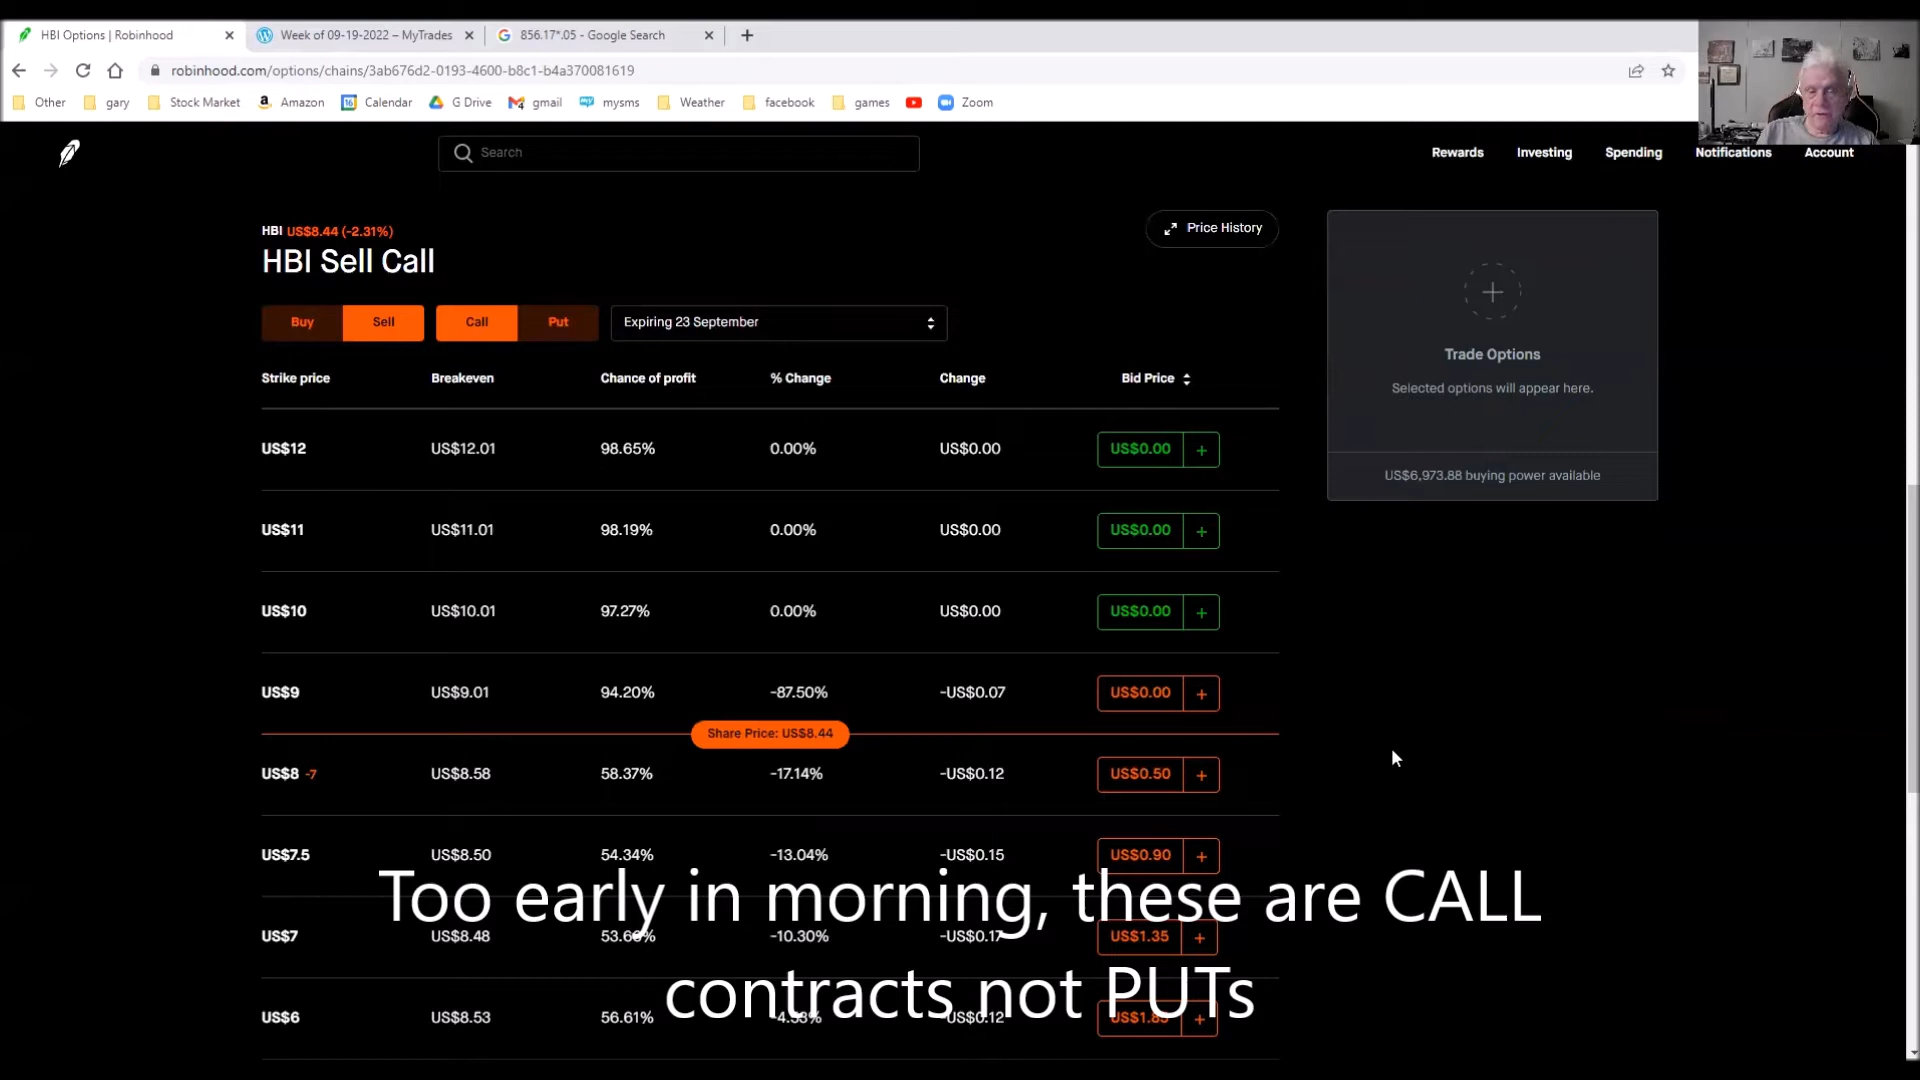 HBI Options | Robinhood
Week of 09-19-2022 – MyTrades
856.17*.05 - Google Search
robinhood.com/options/chains/3ab676d2-0193-4600-b8c1-b4a370081619
Other gary Stock Market Amazon 16 Calendar G Drive gmail mysms Weather facebook games Zoom
Search
Rewards Investing Spending Notifications Account
HBI US$8.44 (-2.31%)
HBI Sell Call
Price History
Buy Sell Call Put Expiring 23 September
Strike price Breakeven Chance of profit % Change Change Bid Price
US$12 US$12.01 98.65% 0.00% US$0.00 US$0.00 +
US$11 US$11.01 98.19% 0.00% US$0.00 US$0.00 +
US$10 US$10.01 97.27% 0.00% US$0.00 US$0.00 +
US$9 US$9.01 94.20% -87.50% -US$0.07 US$0.00 +
Share Price: US$8.44
US$8 -7 US$8.58 58.37% -17.14% -US$0.12 US$0.50 +
US$7.5 US$8.50 54.34% -13.04% -US$0.15 US$0.90 +
US$7 US$8.48 -10.30% -US$0.17 US$1.35 +
US$6 US$8.53 56.61% -US$0.12 +
Trade Options
Selected options will appear here.
US$6,973.88 buying power available
Too early in morning, these are CALL
contracts not PUTs